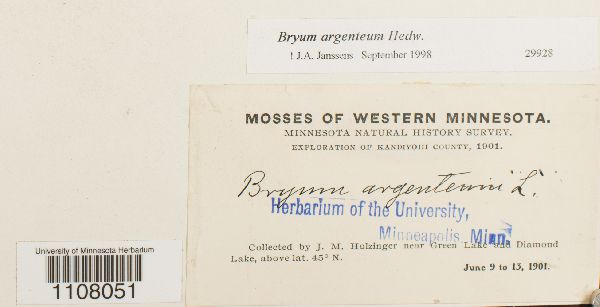 Bryum argenteum Hedw.
! J.A. Janssens September 1998 29928
MOSSES OF WESTERN MINNESOTA.
MINNESOTA NATURAL HISTORY SURVEY.
EXPLORATION OF KANDIYOHI COUNTY, 1901.
Bryum argenteum L.
Herbarium of the University,
Minneapolis Minn.
Collected by J. M. Holzinger near Green Lake and Diamond
Lake, above lat. 45° N.
June 9 to 13, 1901.
University of Minnesota Herbarium
1108051